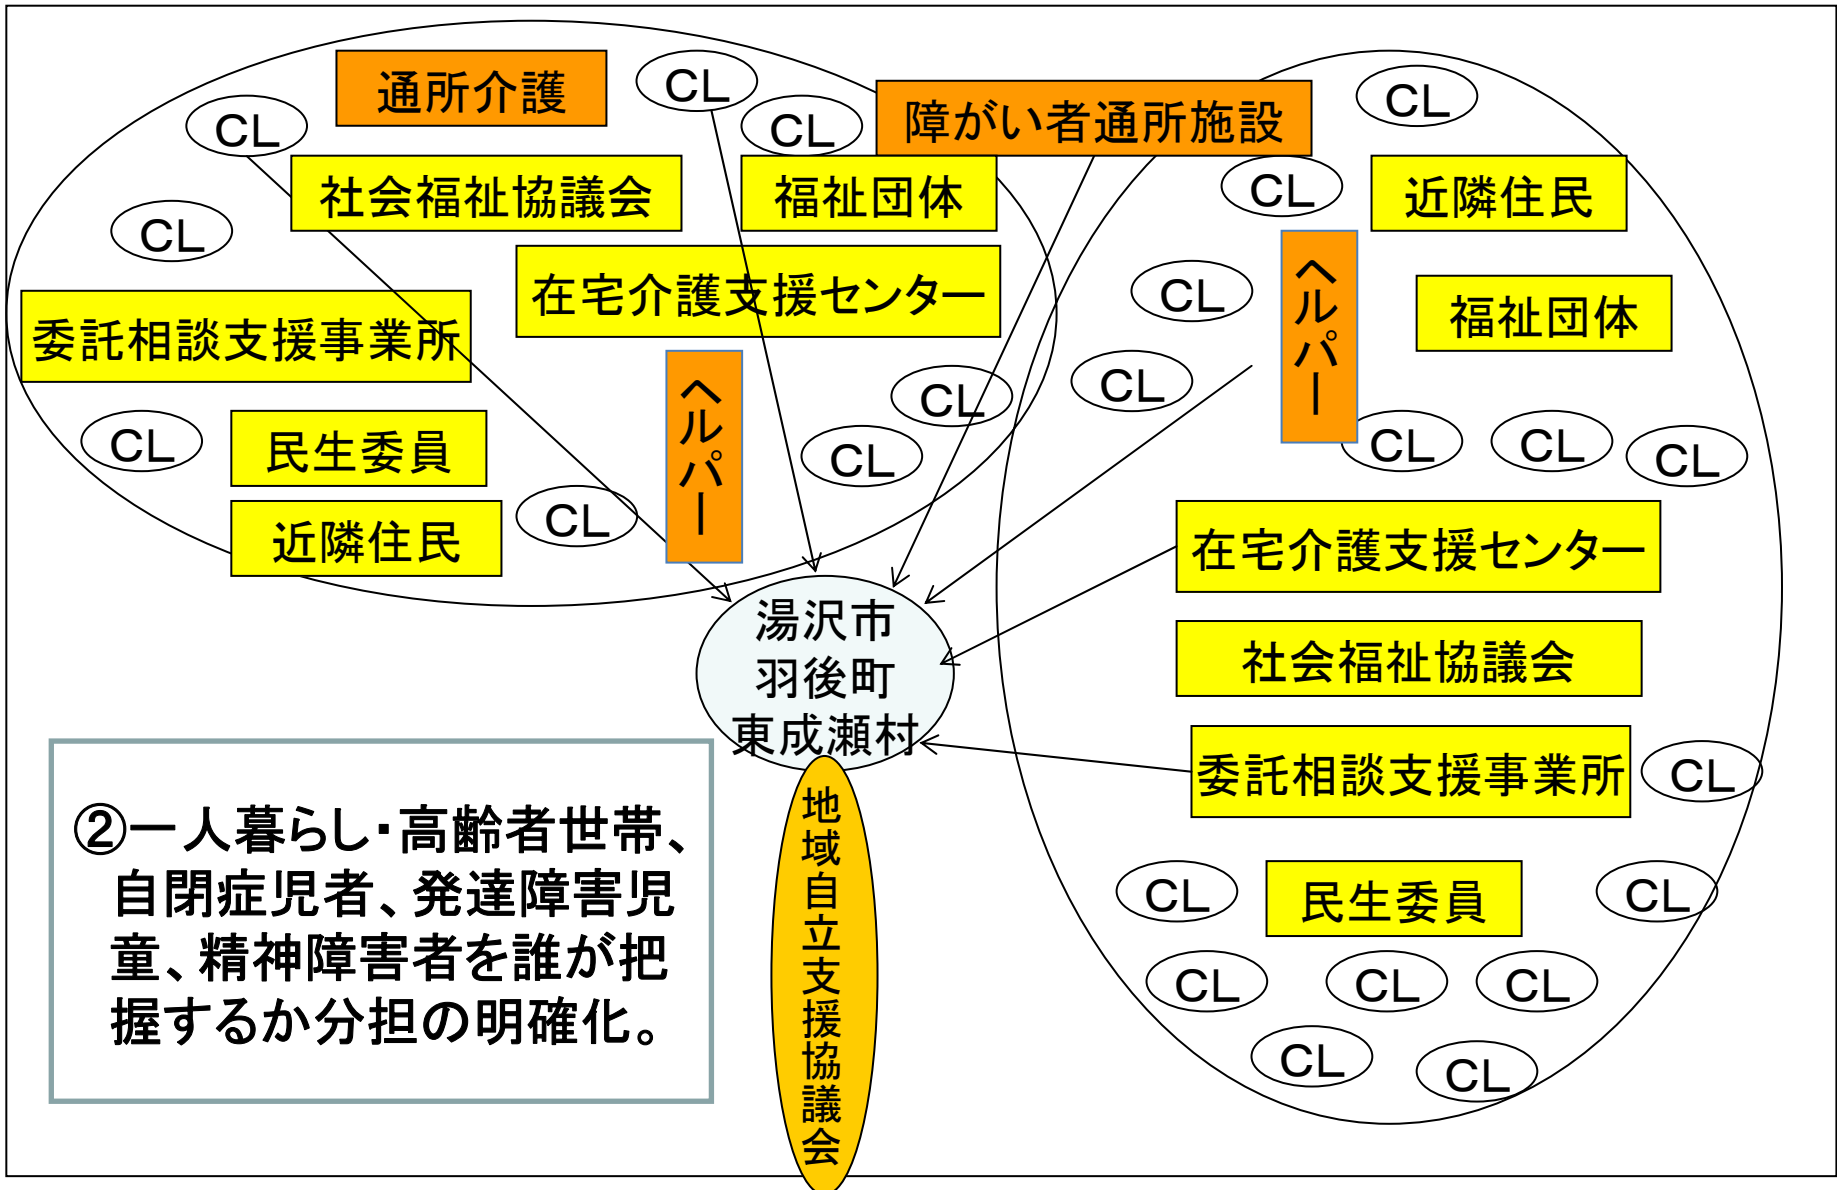 通所介護
CL
CL
CL
障がい者通所施設
CL
社会福祉協議会
福祉団体
CL
近隣住民
CL
在宅介護支援センター
CL
ヘルパー
福祉団体
委託相談支援事業所
ヘルパー
CL
CL
CL
民生委員
CL
CL
CL
CL
近隣住民
CL
在宅介護支援センター
湯沢市
羽後町
東成瀬村
社会福祉協議会
委託相談支援事業所
CL
②一人暮らし・高齢者世帯、
自閉症児者、発達障害児
童、精神障害者を誰が把
握するか分担の明確化。
地域自立支援協議会
CL
民生委員
CL
CL
CL
CL
CL
CL